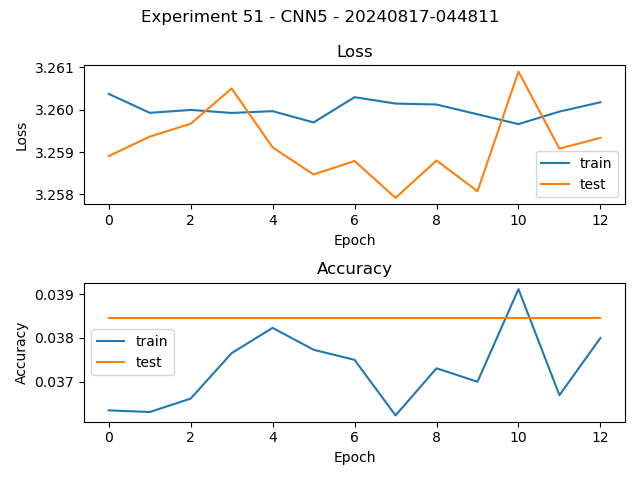 Experiment 51 - CNN5 - 20240817-044811
Loss
3.261
3.260
3.259
3.258
Loss
train
test
0 2 4 6 8 10 12
Epoch
Accuracy
0.039
0.038
0.037
Accuracy
train
test
0 2 4 6 8 10 12
Epoch